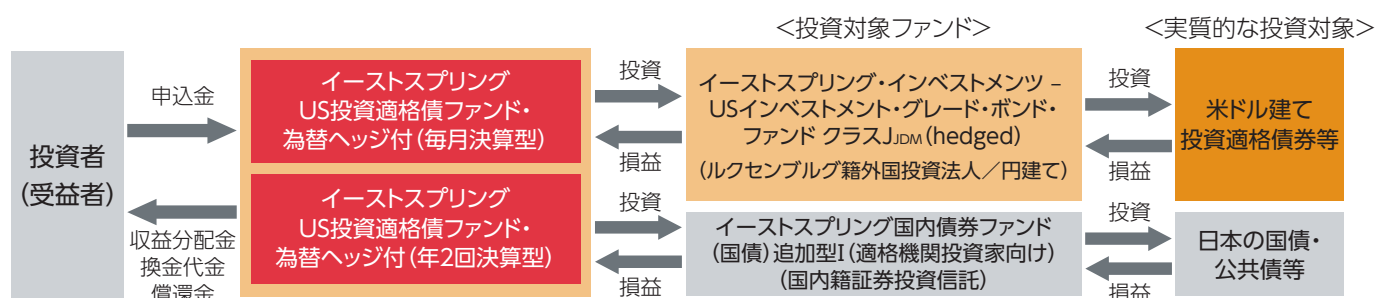 <投資対象ファンド>
<実質的な投資対象>
投資者
(受益者)
申込金
収益分配金
換金代金
償還金
イーストスプリング
US投資適格債ファンド・
為替ヘッジ付(毎月決算型)
イーストスプリング
US投資適格債ファンド・
為替ヘッジ付(年2回決算型)
投資
損益
投資
損益
イーストスプリング・インベストメンツ –
USインベストメント・グレード・ボンド・
ファンド クラスJJDM(hedged)
(ルクセンブルグ籍外国投資法人/円建て)
イーストスプリング国内債券ファンド
(国債)追加型I(適格機関投資家向け)
(国内籍証券投資信託)
投資
損益
投資
損益
米ドル建て
投資適格債券等
日本の国債・
公共債等